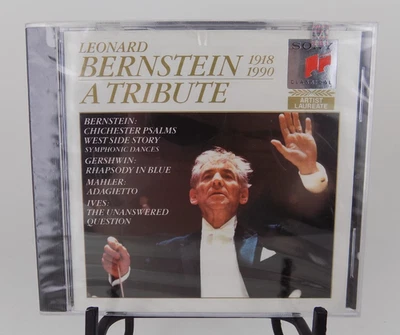 LEONARD
BERNSTEIN 1918 1990
A TRIBUTE
SONY
CLASSICAL
ARTIST
LAUREATE
BERNSTEIN:
CHICHESTER PSALMS
WEST SIDE STORY
SYMPHONIC DANCES
GERSHWIN:
RHAPSODY IN BLUE
MAHLER:
ADAGIETTO
IVES:
THE UNANSWERED
QUESTION